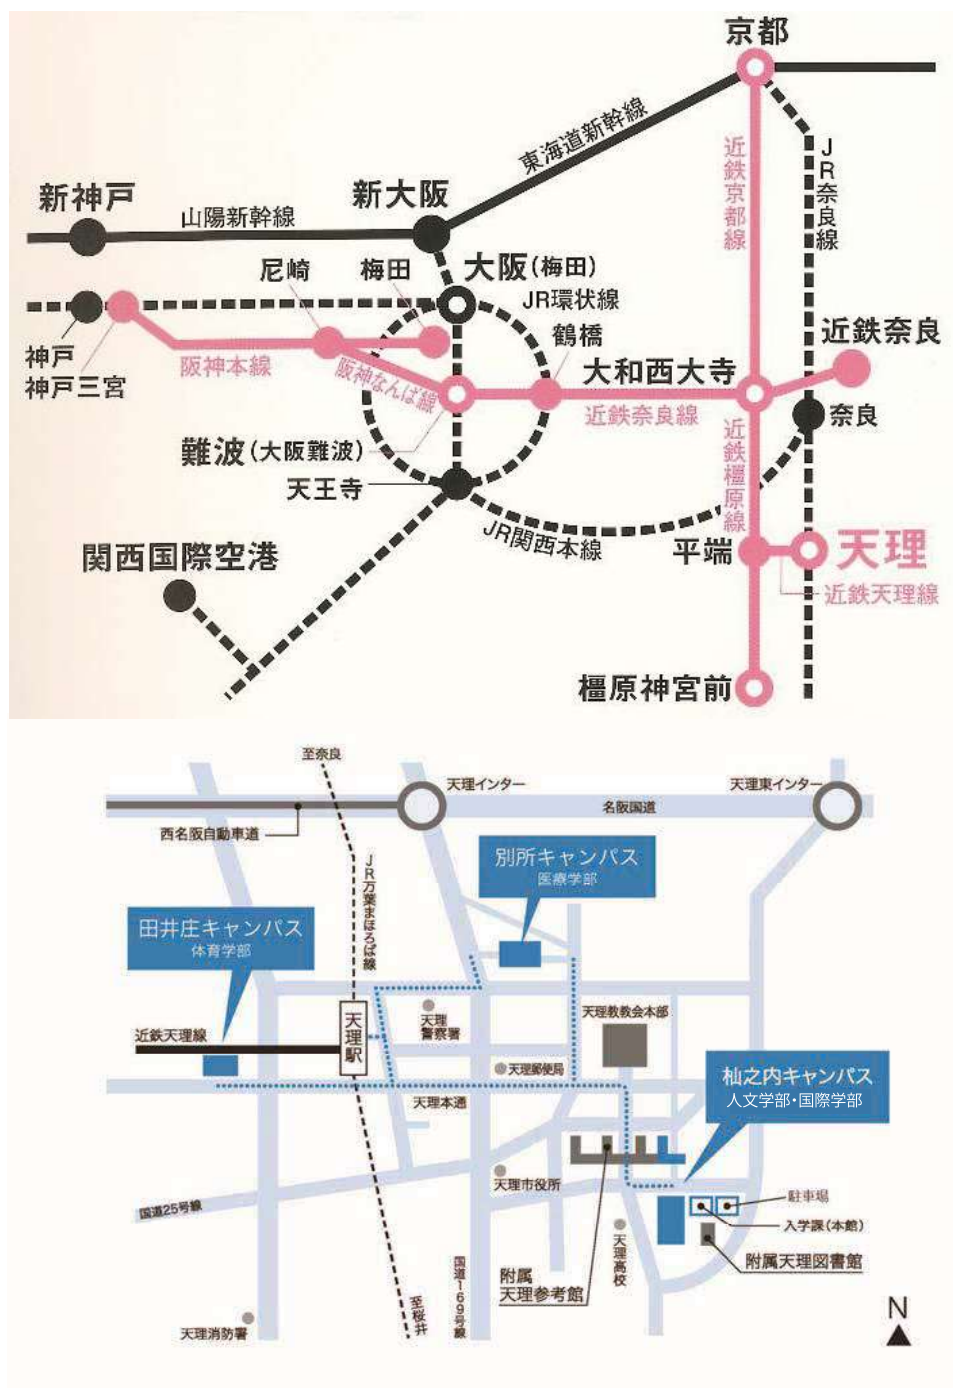 京都
東海道新幹線
近鉄京都線
JR奈良線
新神戸
山陽新幹線
新大阪
尼崎
梅田
大阪(梅田)
JR環状線
鶴橋
近鉄奈良
神戸
神戸三宮
阪神本線
阪神なんば線
大和西大寺
近鉄奈良線
奈良
難波(大阪難波)
天王寺
近鉄橿原線
JR関西本線
関西国際空港
平端
天理
近鉄天理線
橿原神宮前
至奈良
天理インター
天理東インター
名阪国道
西名阪自動車道
JR万葉まほろば線
別所キャンパス
医療学部
田井庄キャンパス
体育学部
近鉄天理線
天理駅
天理
警察署
天理教教会本部
天理郵便局
天理本通
杣之内キャンパス
人文学部・国際学部
天理市役所
国道25号線
駐車場
入学課(本館)
附属天理図書館
天理高校
附属
天理参考館
国道169号線
至桜井
天理消防署
N